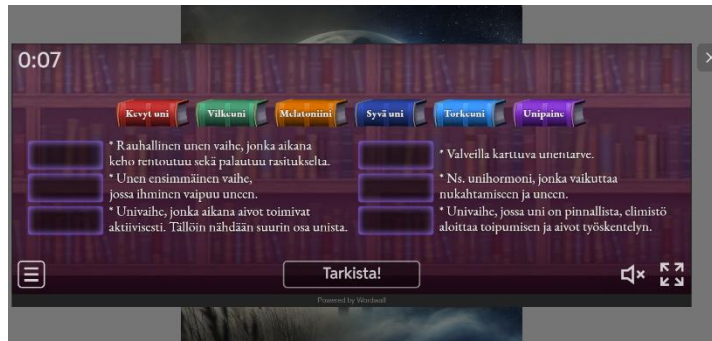 0:07
Kevyt uni
Vilkeuni
Melatoniini
Syvä uni
Torkeuni
Unipaine
* Rauhallinen unen vaihe, jonka aikana
keho rentoutuu sekä palautuu rasitukselta.
* Unen ensimmäinen vaihe,
jossa ihminen vaipuu uneen.
* Univaihe, jonka aikana aivot toimivat
aktiivisesti. Tällöin nähdään suurin osa unista.
* Valveilla karttuva unentarve.
* Ns. unihormoni, jonka vaikuttaa
nukahtamiseen ja uneen.
* Univaihe, jossa uni on pinnallista, elimistö
aloittaa toipumisen ja aivot työskentelyn.
Tarkista!
Powered by Wordwall